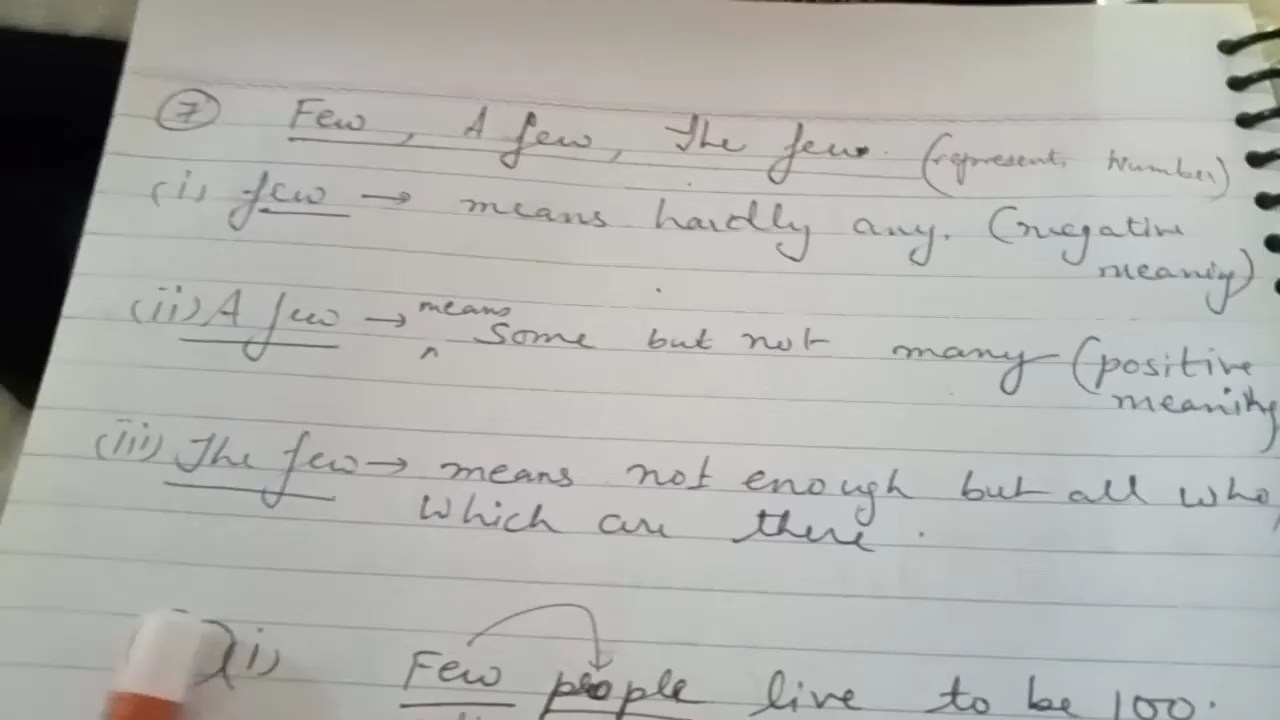 7 Few, A few, The few. (represent Number)
(i) few → means hardly any. (negative
meaning)
(ii) A few → means some but not many (positive
meaning
(iii) The few → means not enough but all who,
which are there.
(i) Few people live to be 100.